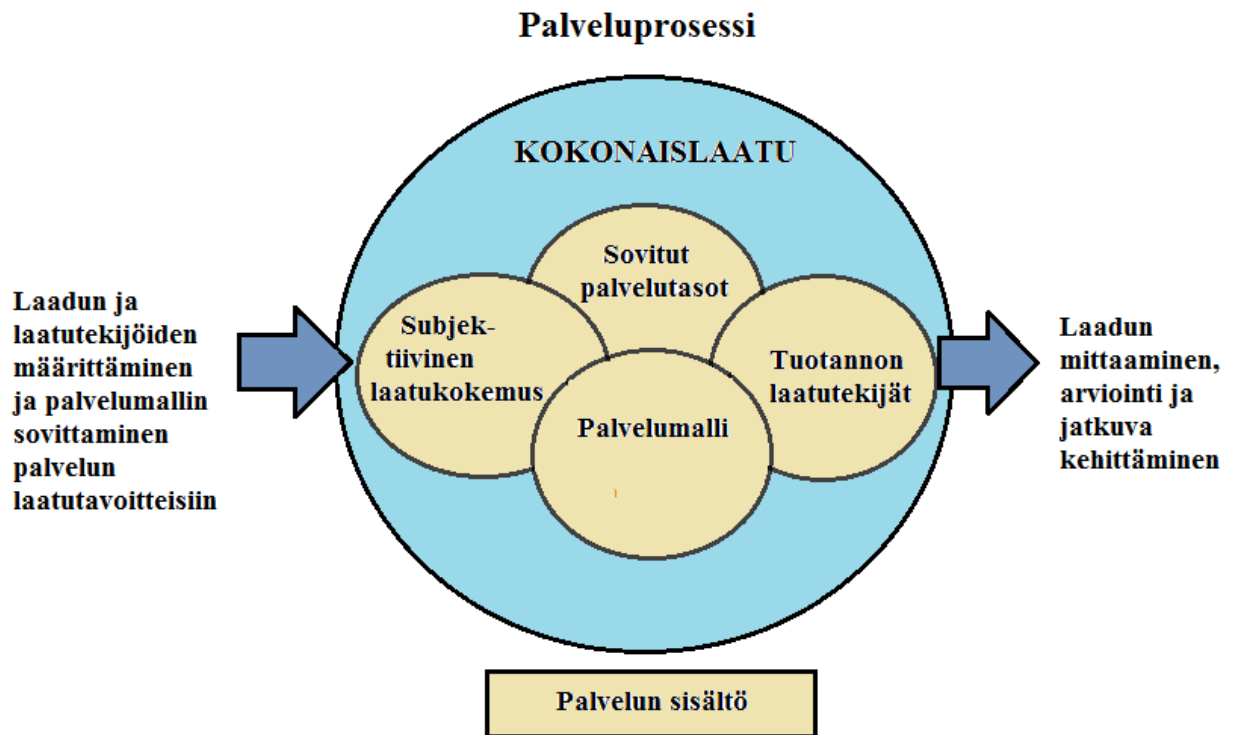 Palveluprosessi
KOKONAISLAATU
Sovitut
palvelutasot
Laadun ja
laatutekijöiden
määrittäminen
ja palvelumallin
sovittaminen
palvelun
laatutavoitteisiin
Subjek-
tiivinen
laatukokemus
Tuotannon
laatutekijät
Palvelumalli
Laadun
mittaaminen,
arviointi ja
jatkuva
kehittäminen
Palvelun sisältö